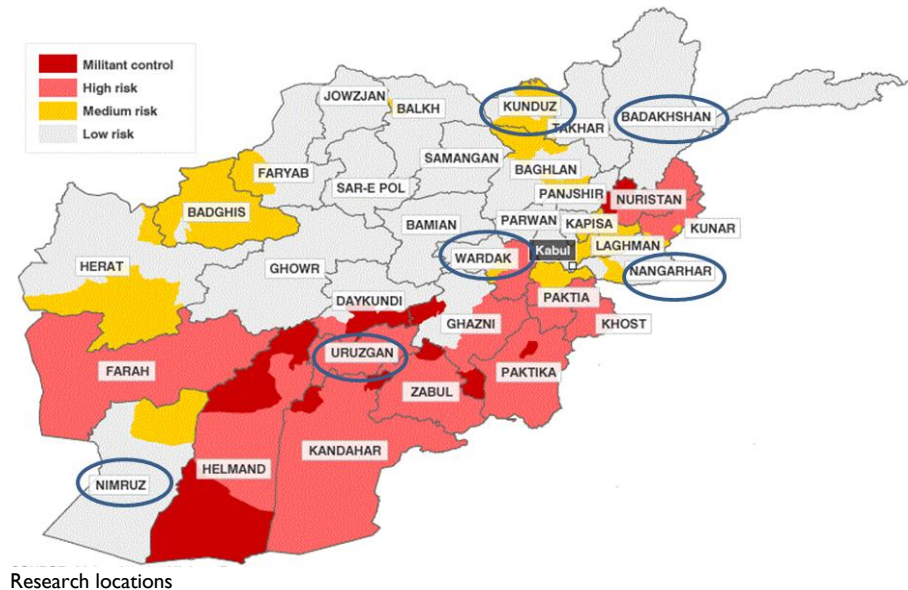 Militant control
High risk
Medium risk
Low risk
JOWZJAN
BALKH
KUNDUZ
TAKHAR
BADAKHSHAN
FARYAB
SAMANGAN
BAGHLAN
SAR-E POL
PANJSHIR
NURISTAN
BADGHIS
BAMIAN
PARWAN
KAPISA
KUNAR
HERAT
GHOWR
WARDAK
Kabul
LAGHMAN
NANGARHAR
DAYKUNDI
PAKTIA
GHAZNI
KHOST
FARAH
URUZGAN
PAKTIKA
ZABUL
KANDAHAR
HELMAND
NIMRUZ
Research locations